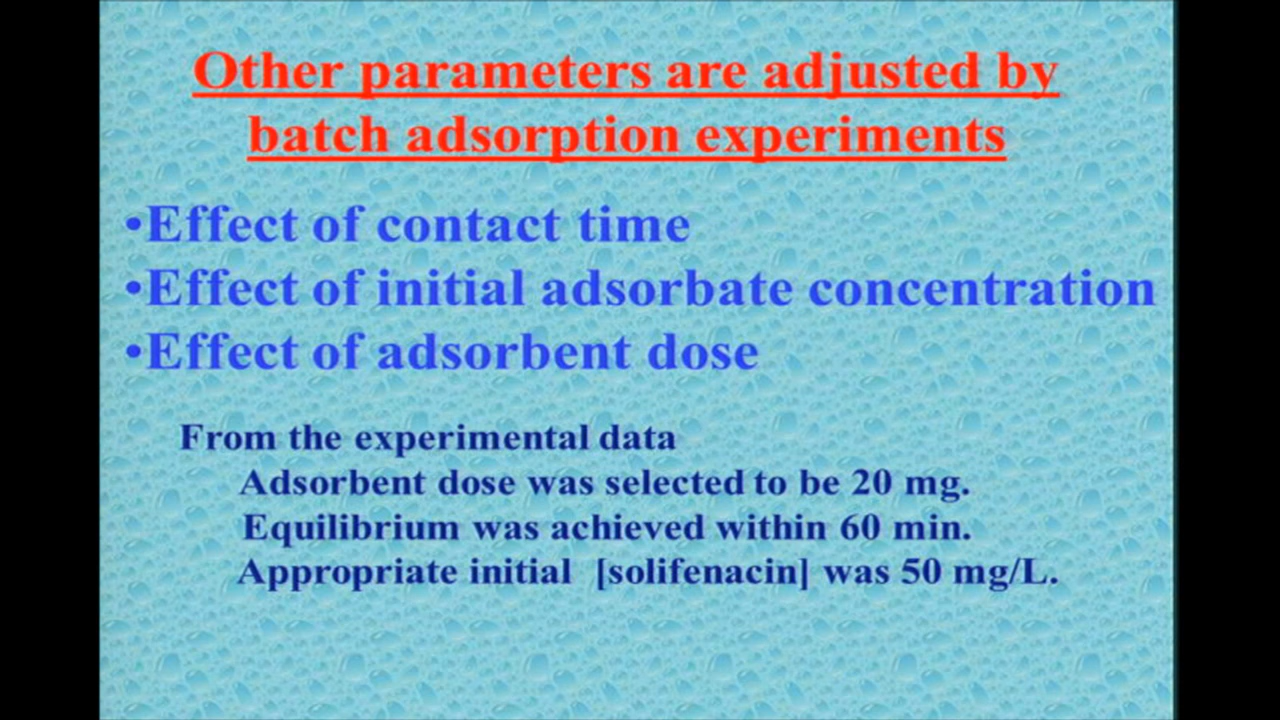 Other parameters are adjusted by
batch adsorption experiments
•Effect of contact time
•Effect of initial adsorbate concentration
•Effect of adsorbent dose
From the experimental data
Adsorbent dose was selected to be 20 mg.
Equilibrium was achieved within 60 min.
Appropriate initial [solifenacin] was 50 mg/L.